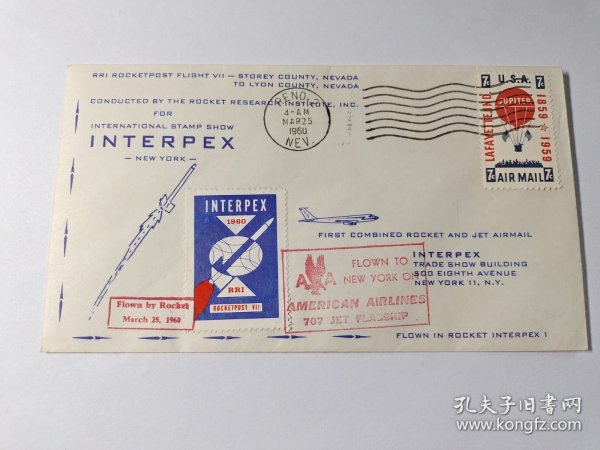 RRI ROCKETPOST FLIGHT VII — STOREY COUNTY, NEVADA
TO LYON COUNTY, NEVADA
CONDUCTED BY THE ROCKET RESEARCH INSTITUTE, INC.
FOR
INTERNATIONAL STAMP SHOW
INTERPEX
— NEW YORK —
RENO,
4-AM
MAR 25
1960
NEV.
7c U.S.A. 7c
JUPITER
LAFAYETTE IND
1859 ☆ 1959
7c 7c
AIR MAIL
INTERPEX
1960
RRI
ROCKETPOST VII
Flown by Rocket
March 25, 1960
FIRST COMBINED ROCKET AND JET AIRMAIL
AA
FLOWN TO
NEW YORK ON
AMERICAN AIRLINES
707 JET FLAGSHIP
INTERPEX
TRADE SHOW BUILDING
500 EIGHTH AVENUE
NEW YORK 11, N.Y.
FLOWN IN ROCKET INTERPEX I
孔夫子旧书网
www.kongfz.com